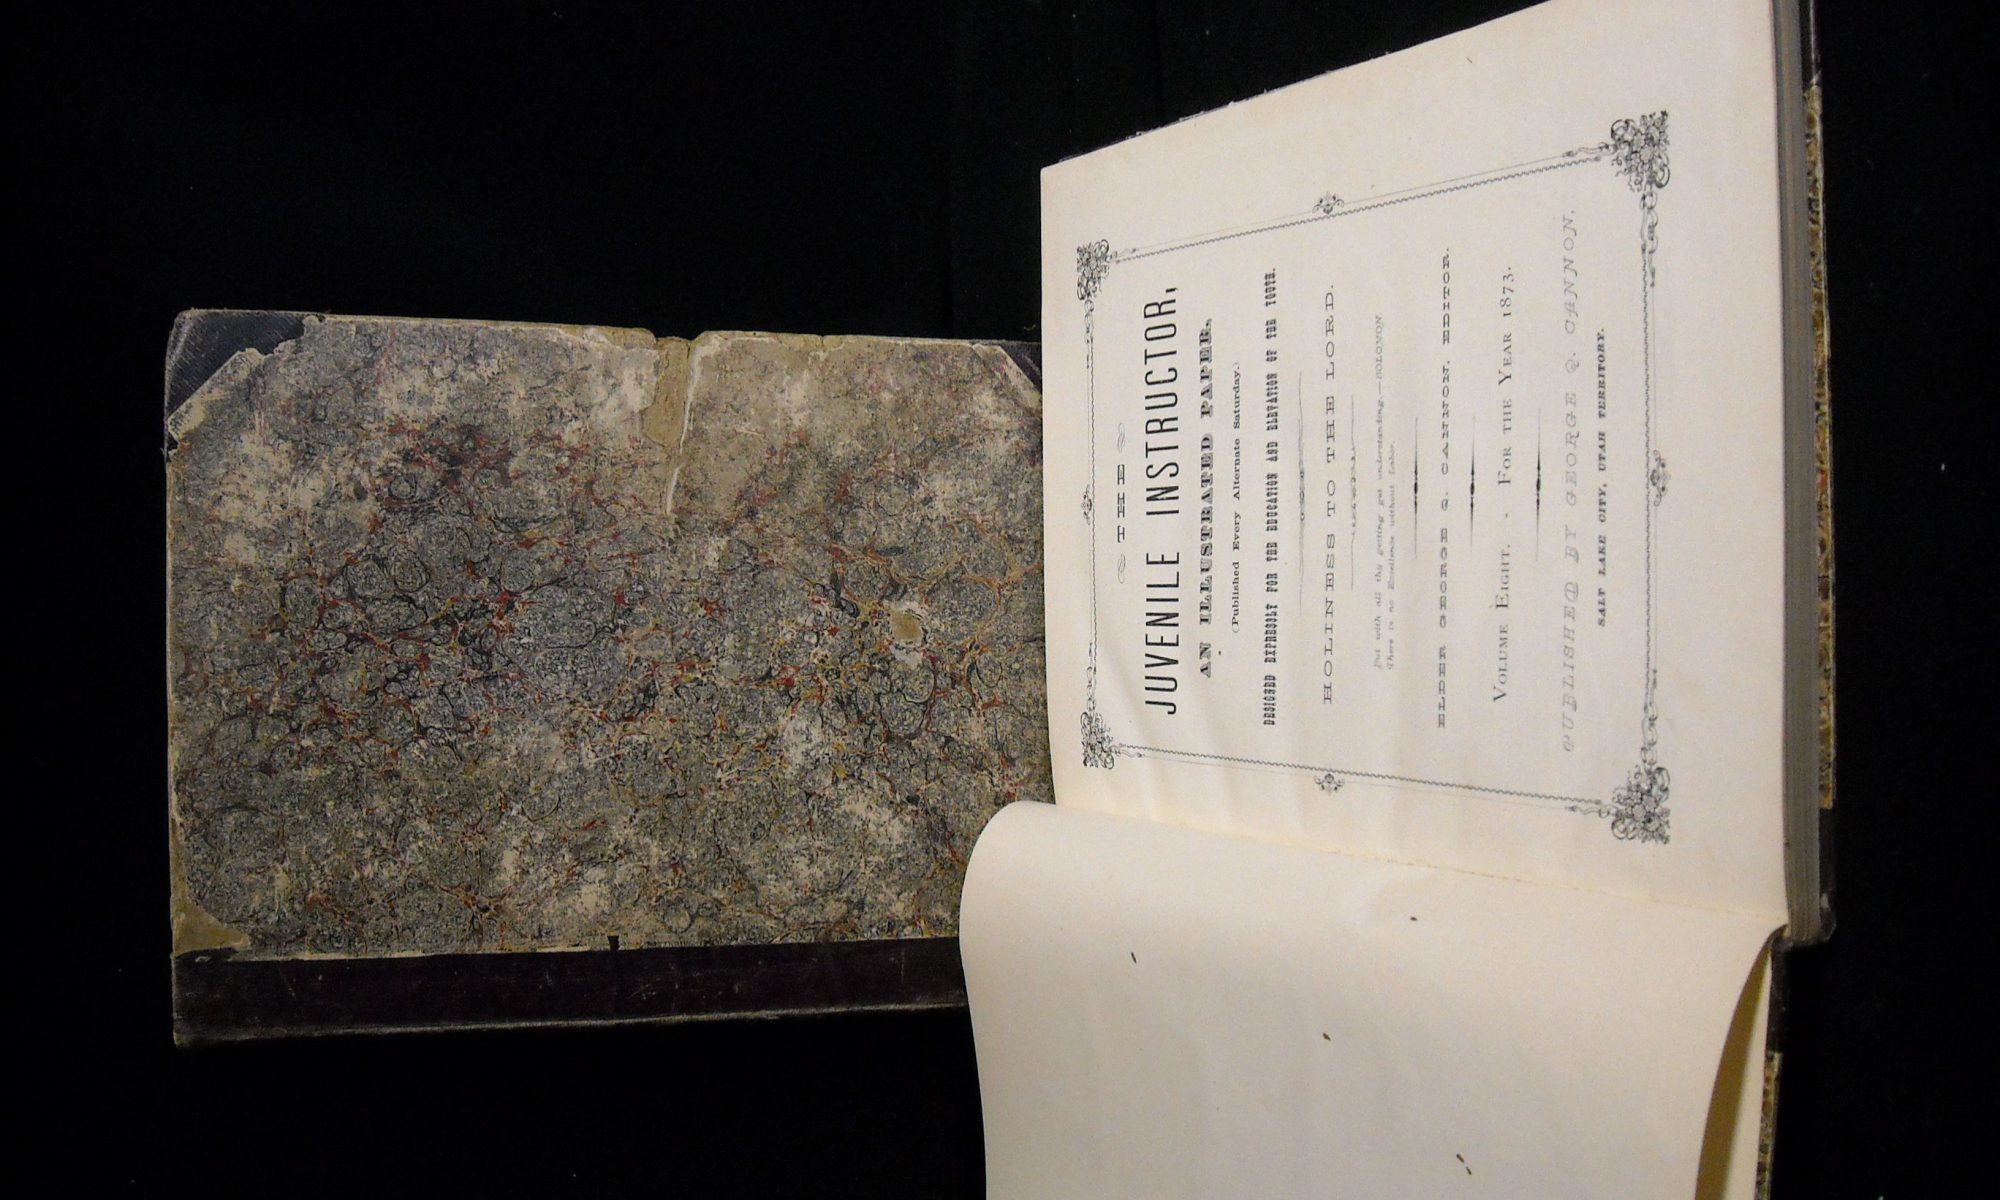 THE
JUVENILE INSTRUCTOR,
AN ILLUSTRATED PAPER,
(Published Every Alternate Saturday.)
DESIGNED EXPRESSLY FOR THE EDUCATION AND ELEVATION OF THE YOUTH.
HOLINESS TO THE LORD.
But with all thy getting get understanding.—SOLOMON.
There is no Excellence without Labor.
ELDER GEORGE Q. CANNON, EDITOR.
VOLUME EIGHT. - FOR THE YEAR 1873.
PUBLISHED BY GEORGE Q. CANNON,
SALT LAKE CITY, UTAH TERRITORY.